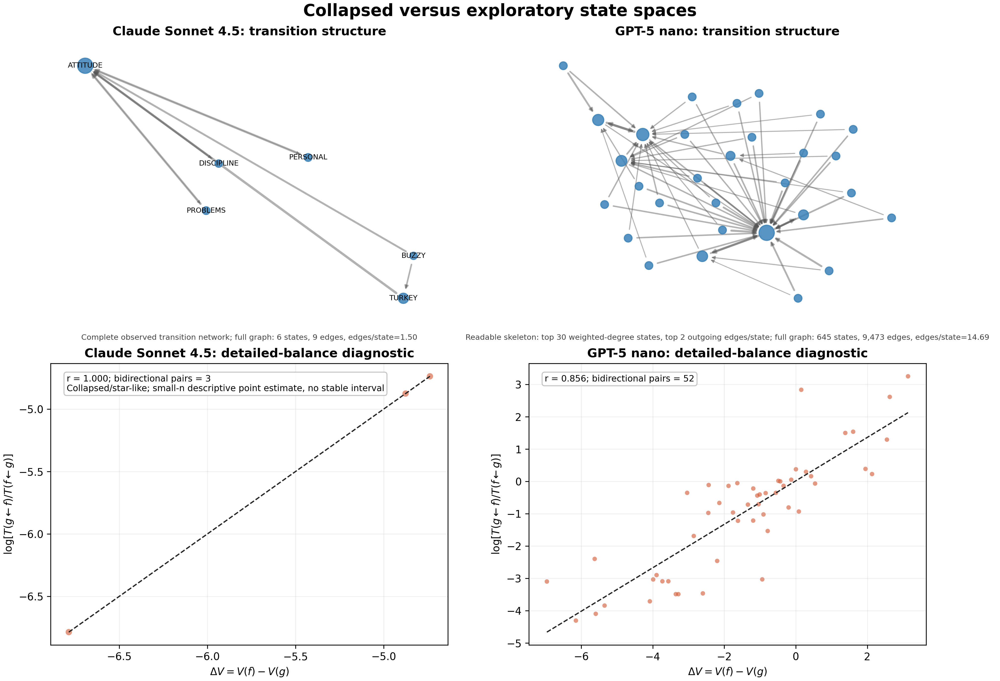 Collapsed versus exploratory state spaces
Claude Sonnet 4.5: transition structure
ATTITUDE
PERSONAL
DISCIPLINE
PROBLEMS
BUZZY
TURKEY
Complete observed transition network; full graph: 6 states, 9 edges, edges/state=1.50
GPT-5 nano: transition structure
Readable skeleton: top 30 weighted-degree states, top 2 outgoing edges/state; full graph: 645 states, 9,473 edges, edges/state=14.69
Claude Sonnet 4.5: detailed-balance diagnostic
r = 1.000; bidirectional pairs = 3
Collapsed/star-like; small-n descriptive point estimate, no stable interval
log[T(g←f)/T(f←g)]
−5.0
−5.5
−6.0
−6.5
−6.5 −6.0 −5.5 −5.0
ΔV = V(f) − V(g)
GPT-5 nano: detailed-balance diagnostic
r = 0.856; bidirectional pairs = 52
log[T(g←f)/T(f←g)]
3
2
1
0
−1
−2
−3
−4
−5
−6 −4 −2 0 2
ΔV = V(f) − V(g)